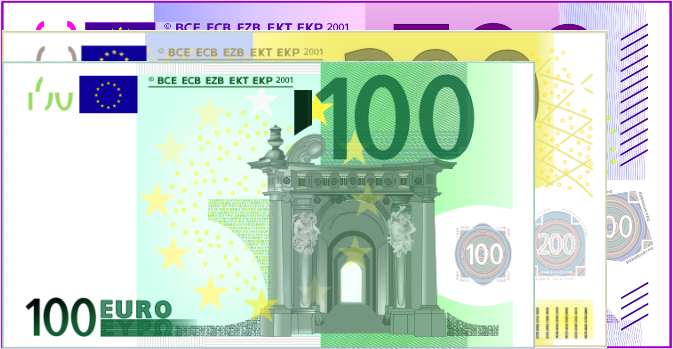 © BCE ECB EZB EKT EKP 2001
© BCE ECB EZB EKT EKP 2001
© BCE ECB EZB EKT EKP 2001
100
100
200
100 EURO
ΕΥΡΩ